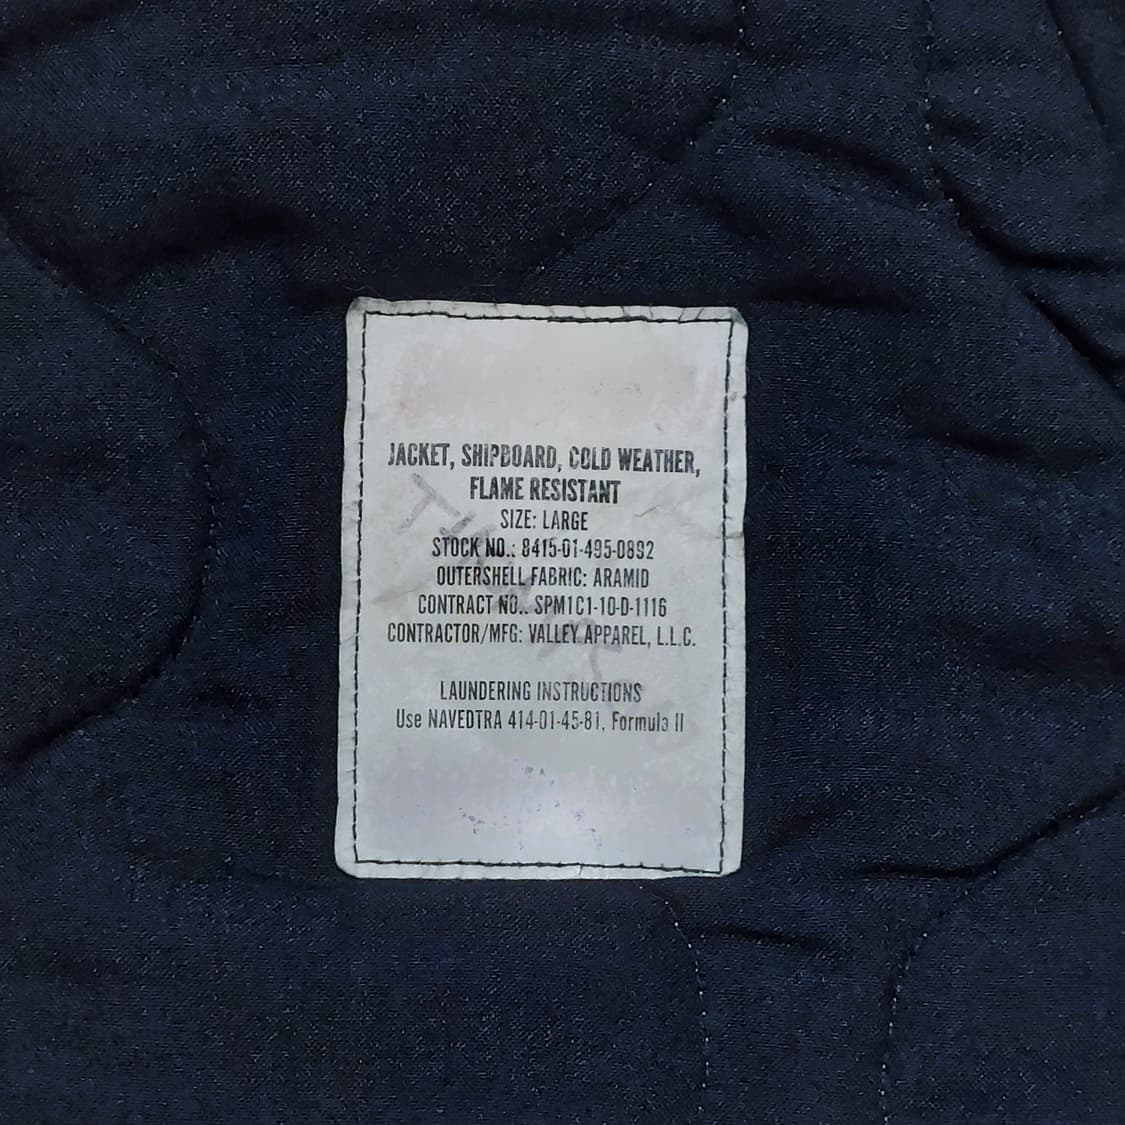 JACKET, SHIPBOARD, COLD WEATHER,
FLAME RESISTANT
SIZE: LARGE
STOCK NO.: 8415-01-495-0892
OUTERSHELL FABRIC: ARAMID
CONTRACT NO.. SPM1C1-10-D-1116
CONTRACTOR/MFG: VALLEY APPAREL, L.L.C.
LAUNDERING INSTRUCTIONS
Use NAVEDTRA 414-01-45-81, Formula II